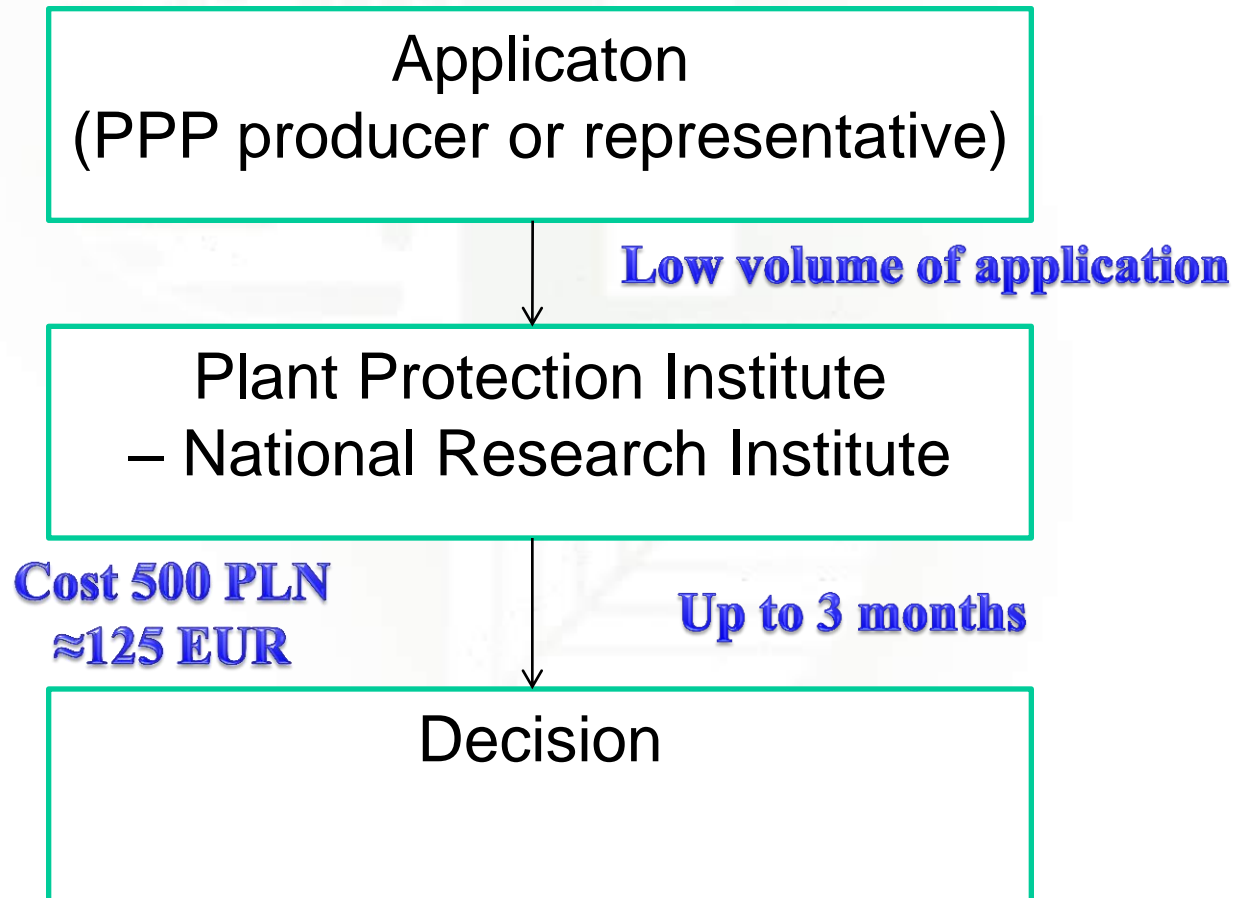 Applicaton
(PPP producer or representative)
Low volume of application
Plant Protection Institute
– National Research Institute
Cost 500 PLN
≈125 EUR
Up to 3 months
Decision